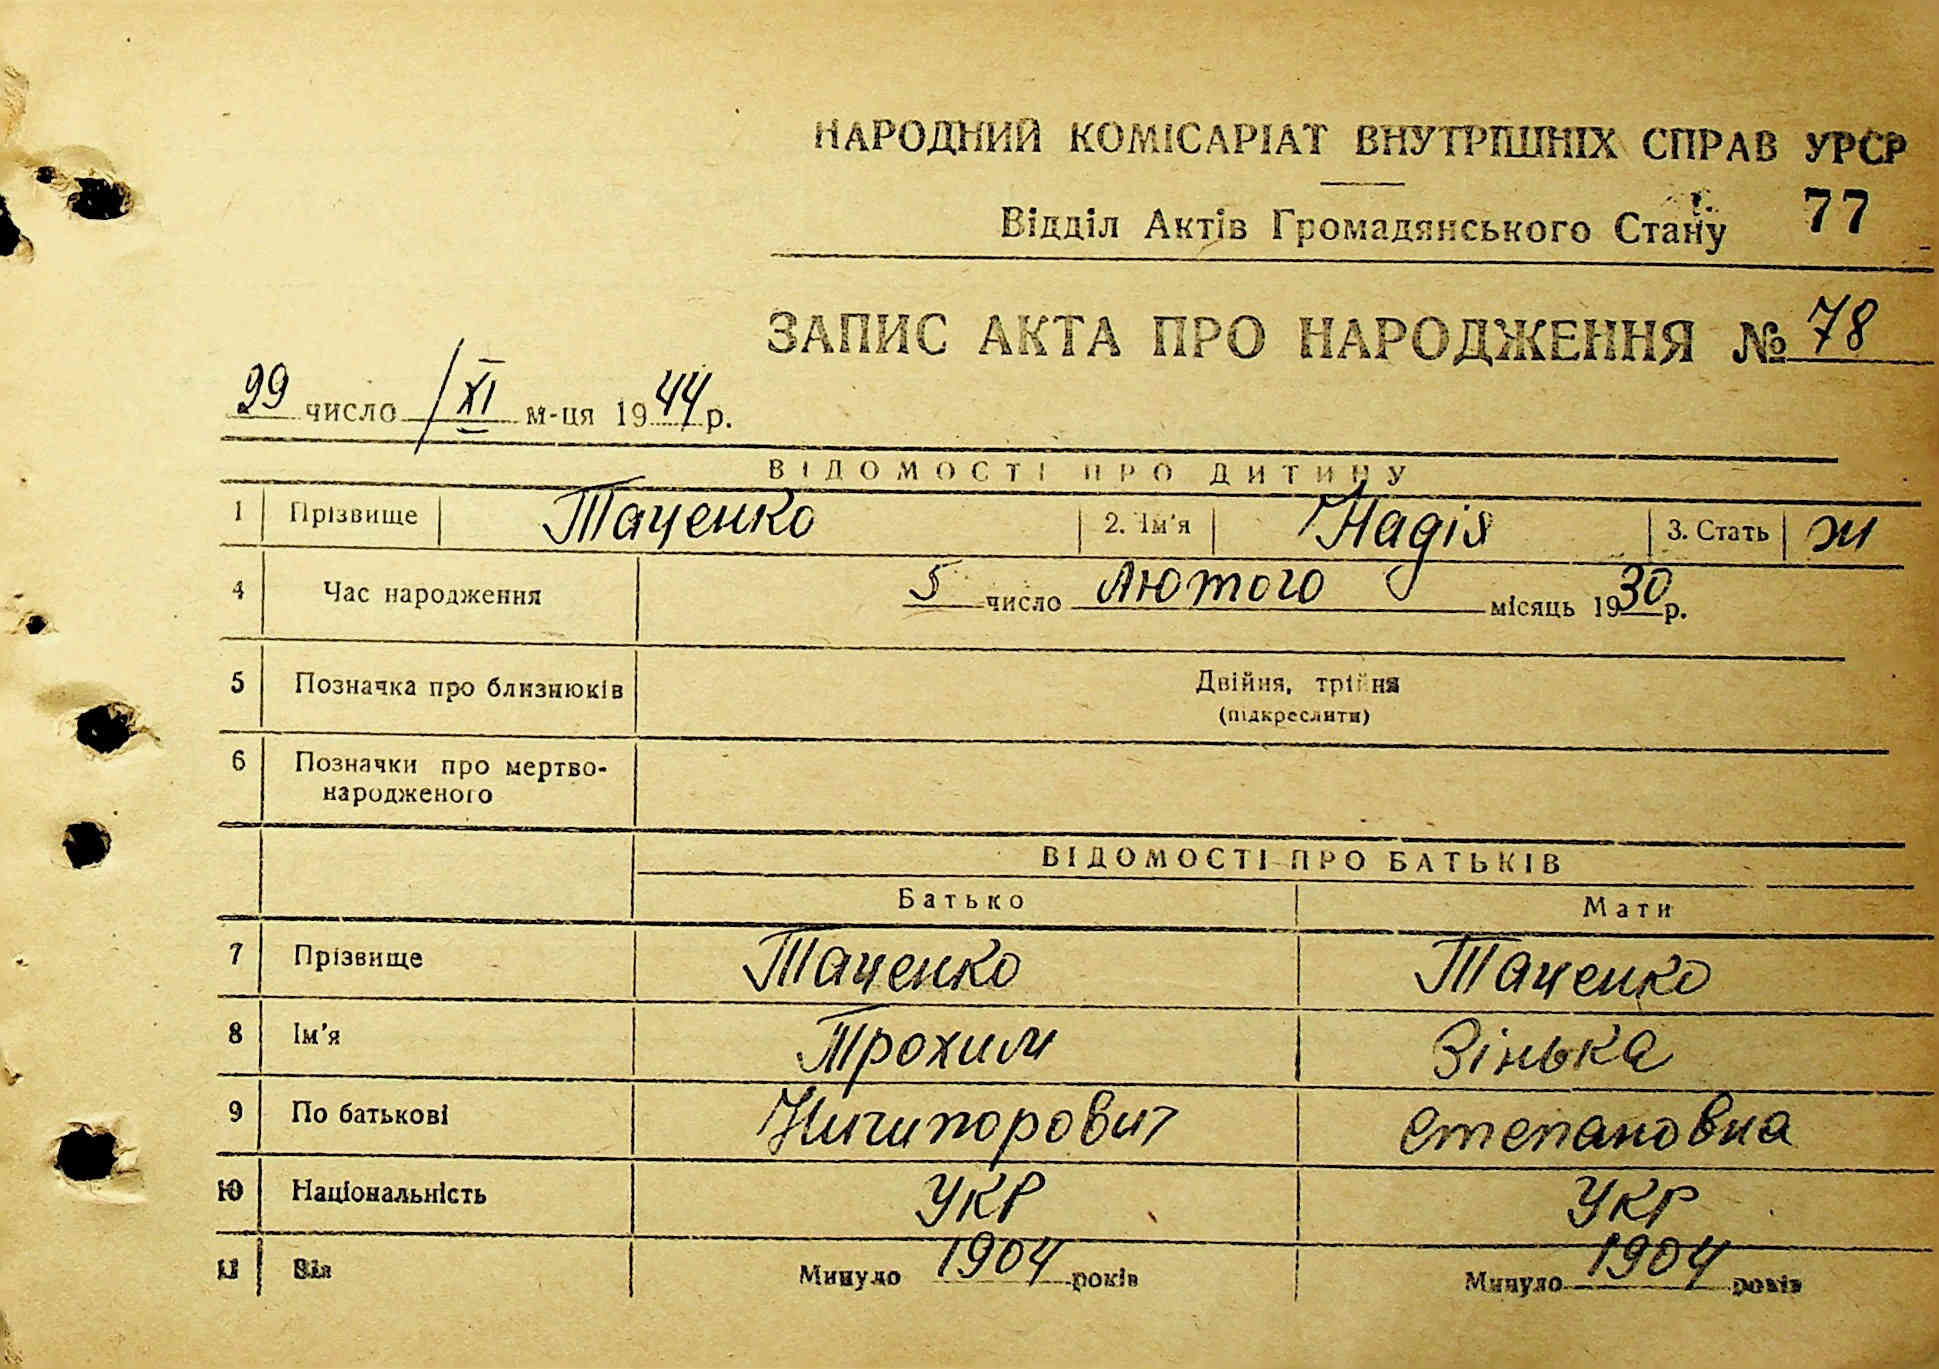 НАРОДНИЙ КОМІСАРІАТ ВНУТРІШНІХ СПРАВ УРСР
Відділ Актів Громадянського Стану 77
ЗАПИС АКТА ПРО НАРОДЖЕННЯ № 78
29 число /XI м-ця 1944 р.
ВІДОМОСТІ ПРО ДИТИНУ
1 Прізвище Таценко 2. Ім'я Надія 3. Стать ж
4 Час народження 5 число лютого місяць 1930 р.
5 Позначка про близнюків Двійня, трійня
(підкреслити)
6 Позначки про мертво-
народженого
ВІДОМОСТІ ПРО БАТЬКІВ
Батько Мати
7 Прізвище Таценко Таценко
8 Ім'я Трохим Зінька
9 По батькові Ничипорович Степановна
10 Національність УКР УКР
11 Вік Минуло 1904 років Минуло 1904 років